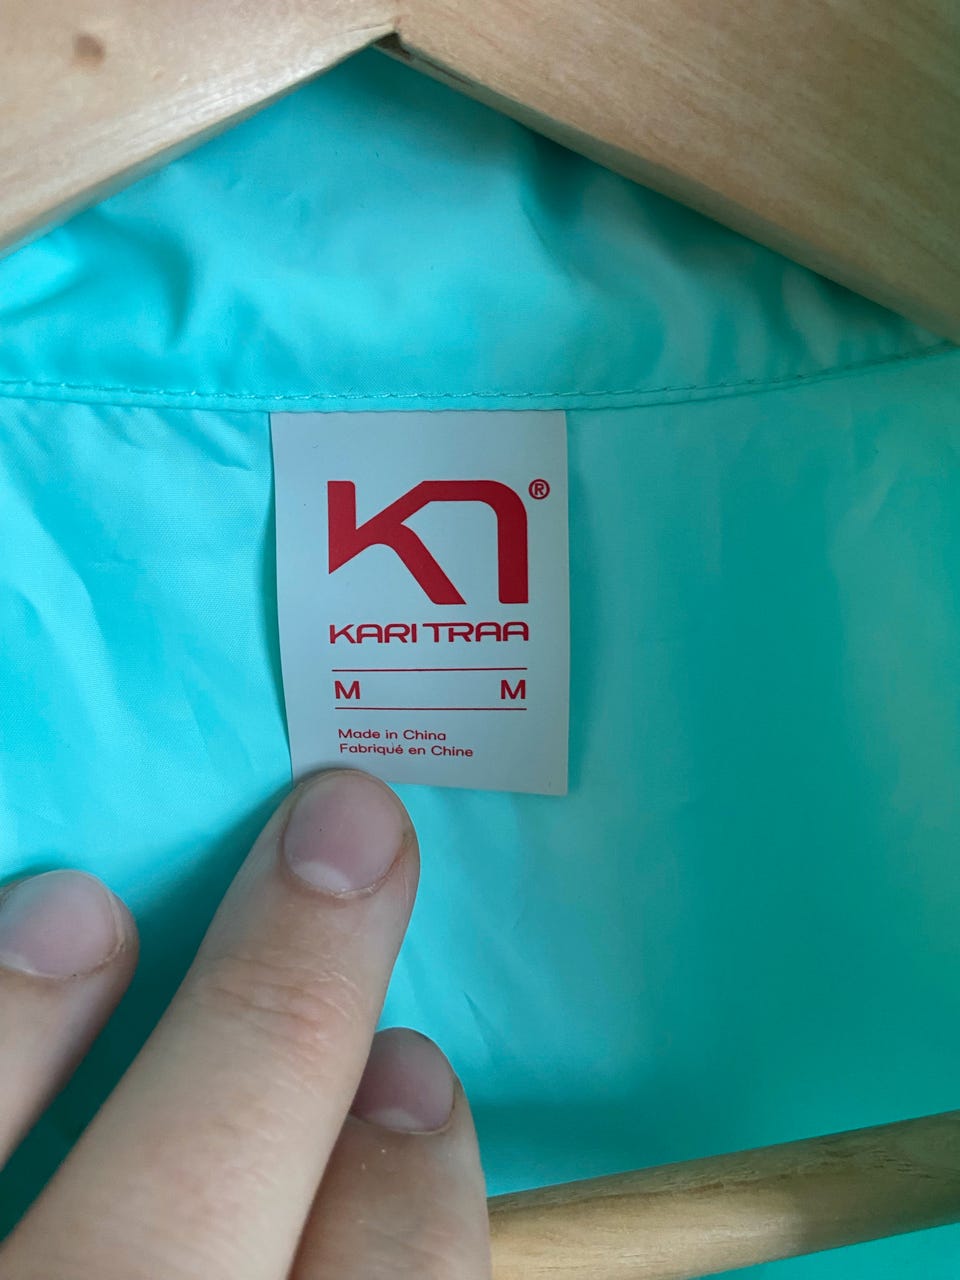 ®
KARI TRAA
M M
Made in China
Fabriqué en Chine